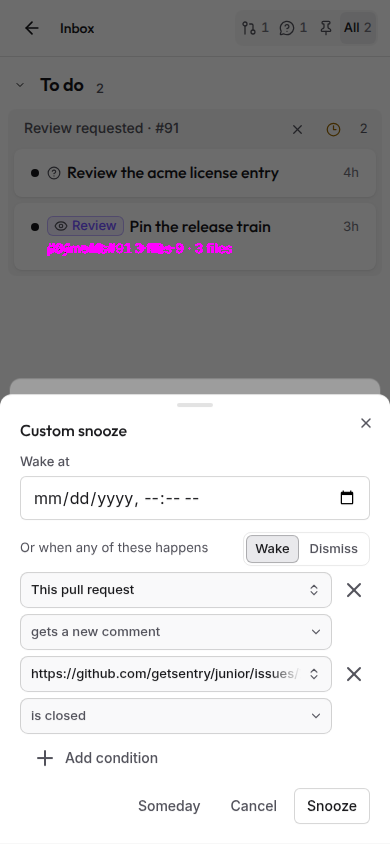 Inbox
1
1
All 2
To do 2
Review requested · #91
2
Review the acme license entry
4h
Review
Pin the release train
3h
Custom snooze
Wake at
mm/dd/yyyy, --:-- --
Or when any of these happens
Wake
Dismiss
This pull request
gets a new comment
https://github.com/getsentry/junior/issues/
is closed
Add condition
Someday
Cancel
Snooze